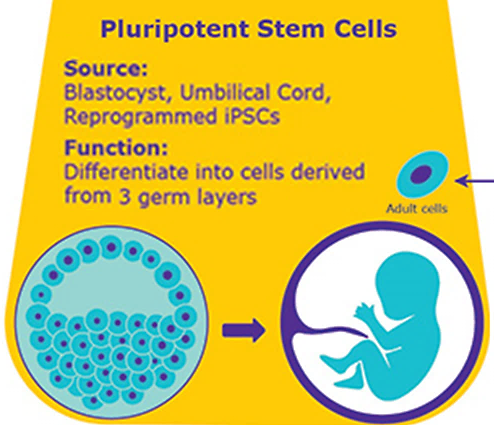 Pluripotent Stem Cells
Source:
Blastocyst, Umbilical Cord,
Reprogrammed iPSCs
Function:
Differentiate into cells derived
from 3 germ layers
Adult cells